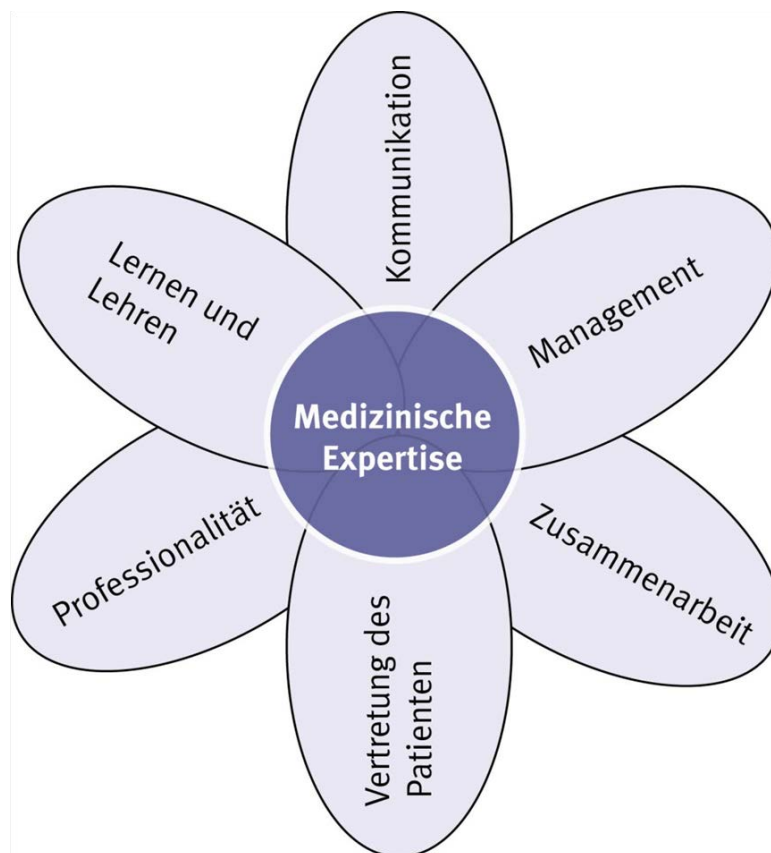 Kommunikation
Management
Zusammenarbeit
Vertretung des
Patienten
Professionalität
Lernen und
Lehren
Medizinische
Expertise